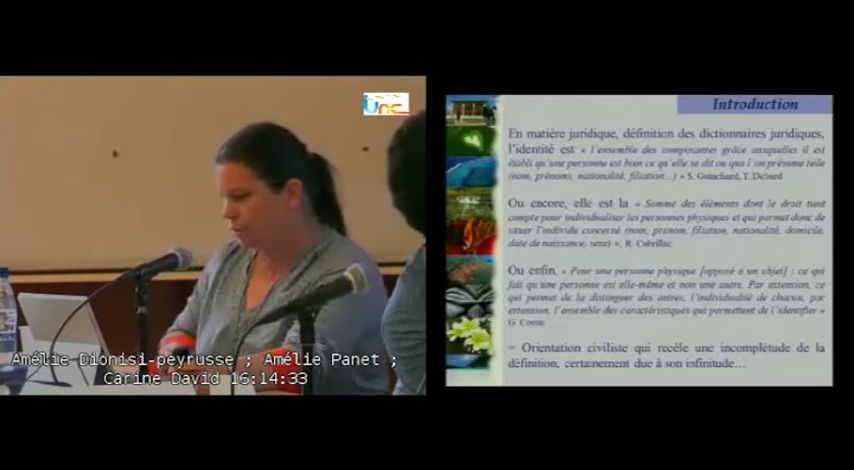 Unc
Amélie Dionisi-peyrusse ; Amélie Panet ;
Carine David 16:14:33
Introduction
En matière juridique, définition des dictionnaires juridiques,
l'identité est « l'ensemble des composantes grâce auxquelles il est
établi qu'une personne est bien ce qu'elle se dit ou que l'on présume telle
(nom, prénoms, nationalité, filiation...) » S. Guinchard, T. Debard
Ou encore, elle est la « Somme des éléments dont le droit tient
compte pour individualiser les personnes physiques et qui permet donc de
situer l'individu concerné (nom, prénom, filiation, nationalité, domicile,
date de naissance, sexe) », R. Cabrillac
Ou enfin, « Pour une personne physique [opposé à un objet] : ce qui
fait qu'une personne est elle-même et non une autre. Par extension, ce
qui permet de la distinguer des autres, l'individualité de chacun, par
extension, l'ensemble des caractéristiques qui permettent de l'identifier »
G. Cornu
= Orientation civiliste qui recèle une incomplétude de la
définition, certainement due à son infinitude...